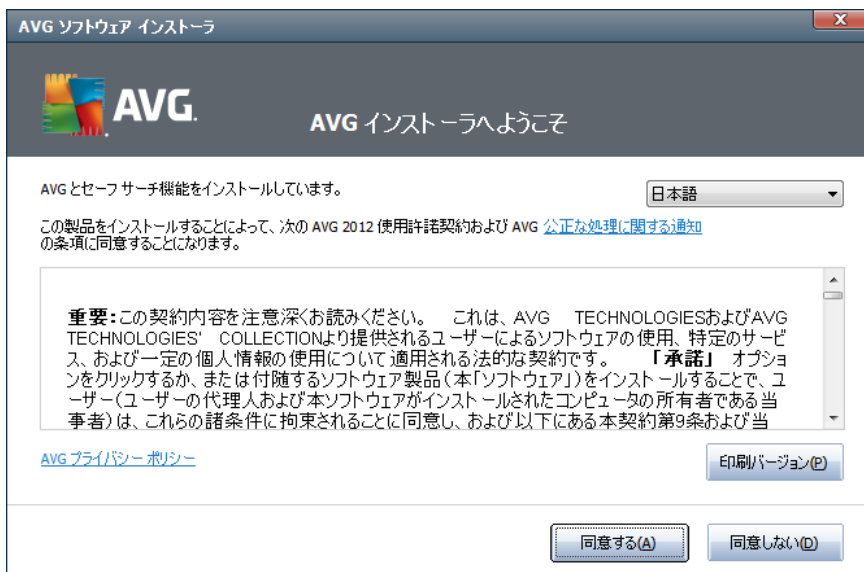 AVG ソフトウェア インストーラ
X
AVG.
AVG インストーラへようこそ
AVG とセーフ サーチ機能をインストールしています。
日本語
この製品をインストールすることによって、次の AVG 2012 使用許諾契約および AVG 公正な処理に関する通知
の条項に同意することになります。
重要:この契約内容を注意深くお読みください。 これは、AVG TECHNOLOGIESおよびAVG
TECHNOLOGIES' COLLECTIONより提供されるユーザーによるソフトウェアの使用、特定のサービ
ス、および一定の個人情報の使用について適用される法的な契約です。 「承諾」 オプショ
ンをクリックするか、または付随するソフトウェア製品(本「ソフトウェア」)をインストールすることで、ユ
ーザー(ユーザーの代理人および本ソフトウェアがインストールされたコンピュータの所有者である当
事者)は、これらの諸条件に拘束されることに同意し、および以下にある本契約第9条および当
AVG プライバシー ポリシー
印刷バージョン(P)
同意する(A)
同意しない(D)